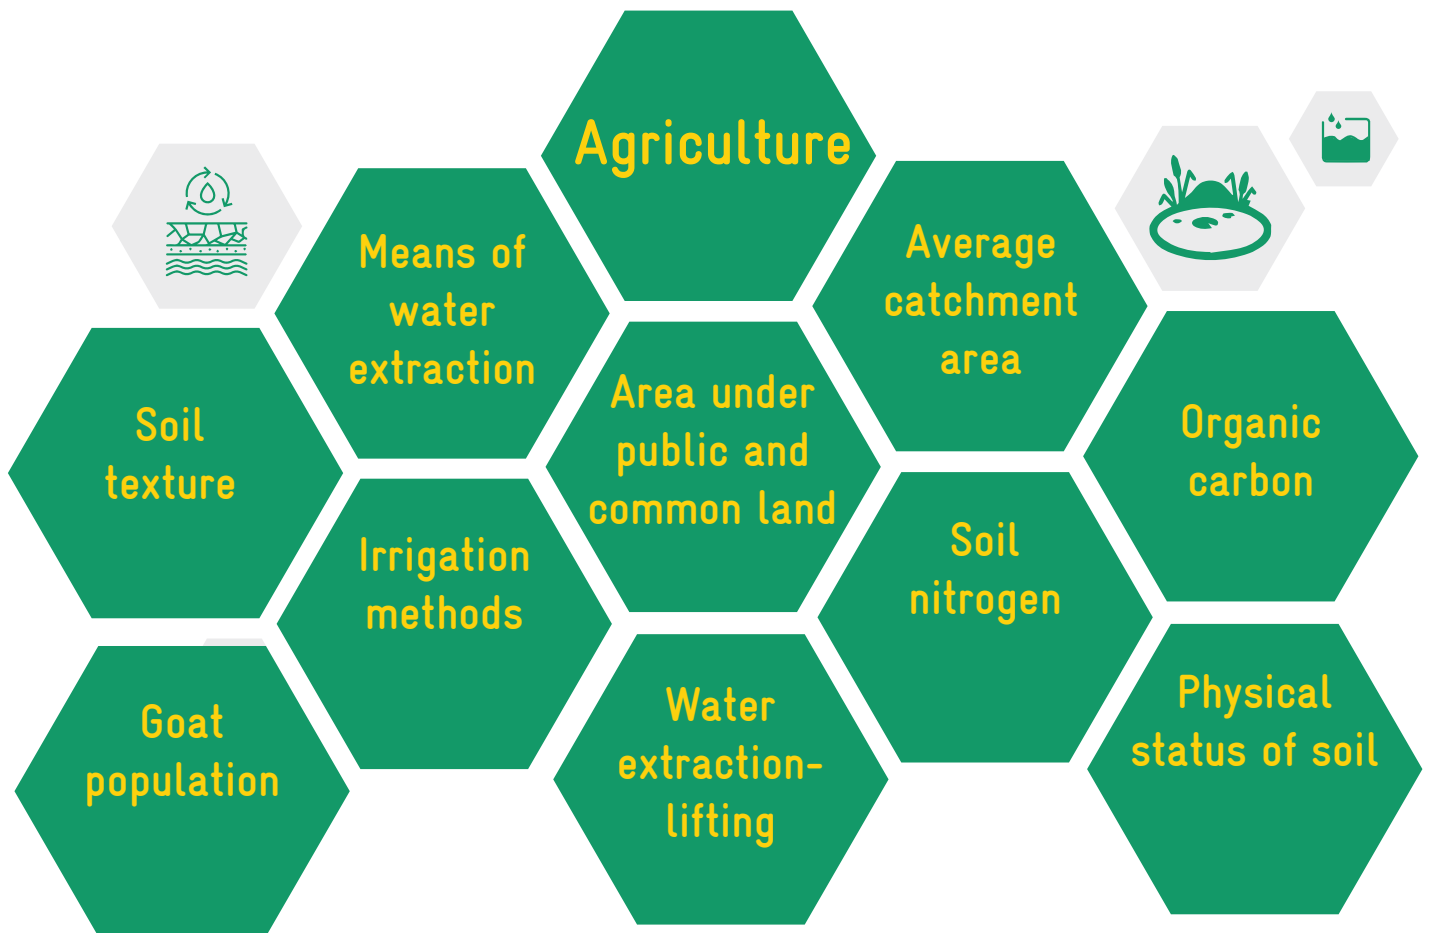 Agriculture
Means of
water
extraction
Average
catchment
area
Soil
texture
Area under
public and
common land
Organic
carbon
Irrigation
methods
Soil
nitrogen
Goat
population
Water
extraction-
lifting
Physical
status of soil